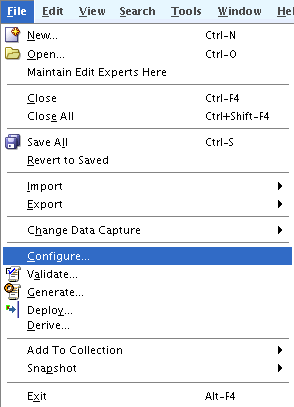 File Edit View Search Tools Window
New... Ctrl-N
Open... Ctrl-O
Maintain Edit Experts Here
Close Ctrl-F4
Close All Ctrl+Shift-F4
Save All Ctrl-S
Revert to Saved
Import
Export
Change Data Capture
Configure...
Validate...
Generate...
Deploy...
Derive...
Add To Collection
Snapshot
Exit Alt-F4